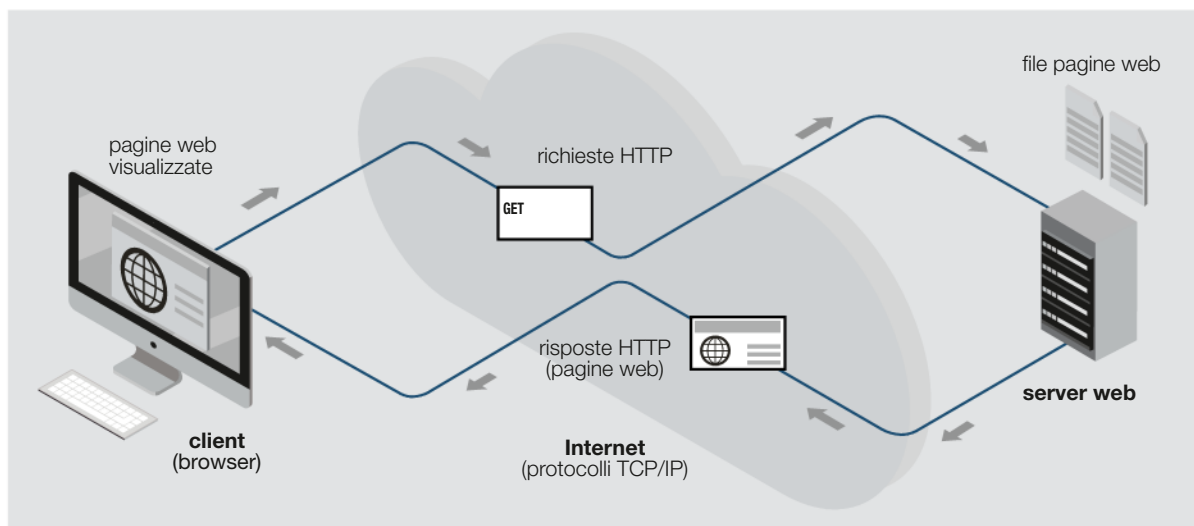 file pagine web
pagine web
visualizzate
richieste HTTP
GET
risposte HTTP
(pagine web)
server web
client
(browser)
Internet
(protocolli TCP/IP)